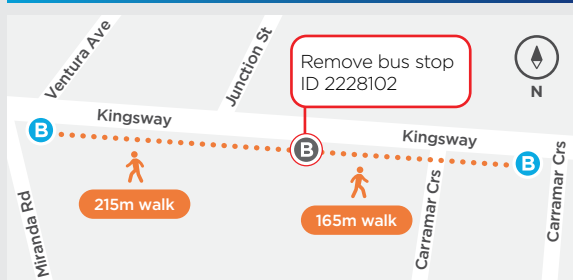 Ventura Ave
Junction St
Remove bus stop
ID 2228102
N
Kingsway
Kingsway
B
B
B
215m walk
165m walk
Miranda Rd
Carramar Crs
Carramar Crs